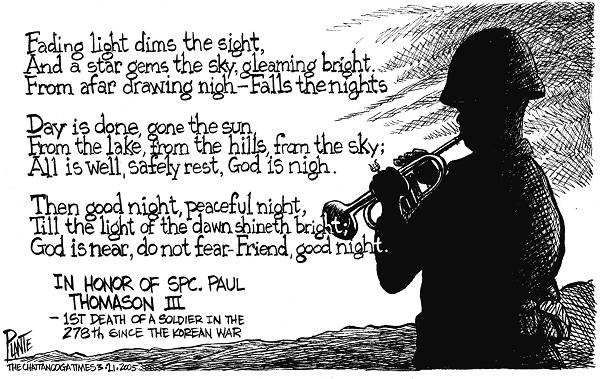 Fading light dims the sight,
And a star gems the sky, gleaming bright...
From afar drawing nigh—Falls the nights
Day is done, gone the sun
From the lake, from the hills, from the sky;
All is well, safely rest, God is nigh.
Then good night, peaceful night,
Till the light of the dawn shineth bright;
God is near, do not fear-Friend, good night.
IN HONOR OF SPC. PAUL
THOMASON III
- 1ST DEATH OF A SOLDIER IN THE
278th SINCE THE KOREAN WAR
PLANTE
THE CHATTANOOGA TIMES 3.21.2005